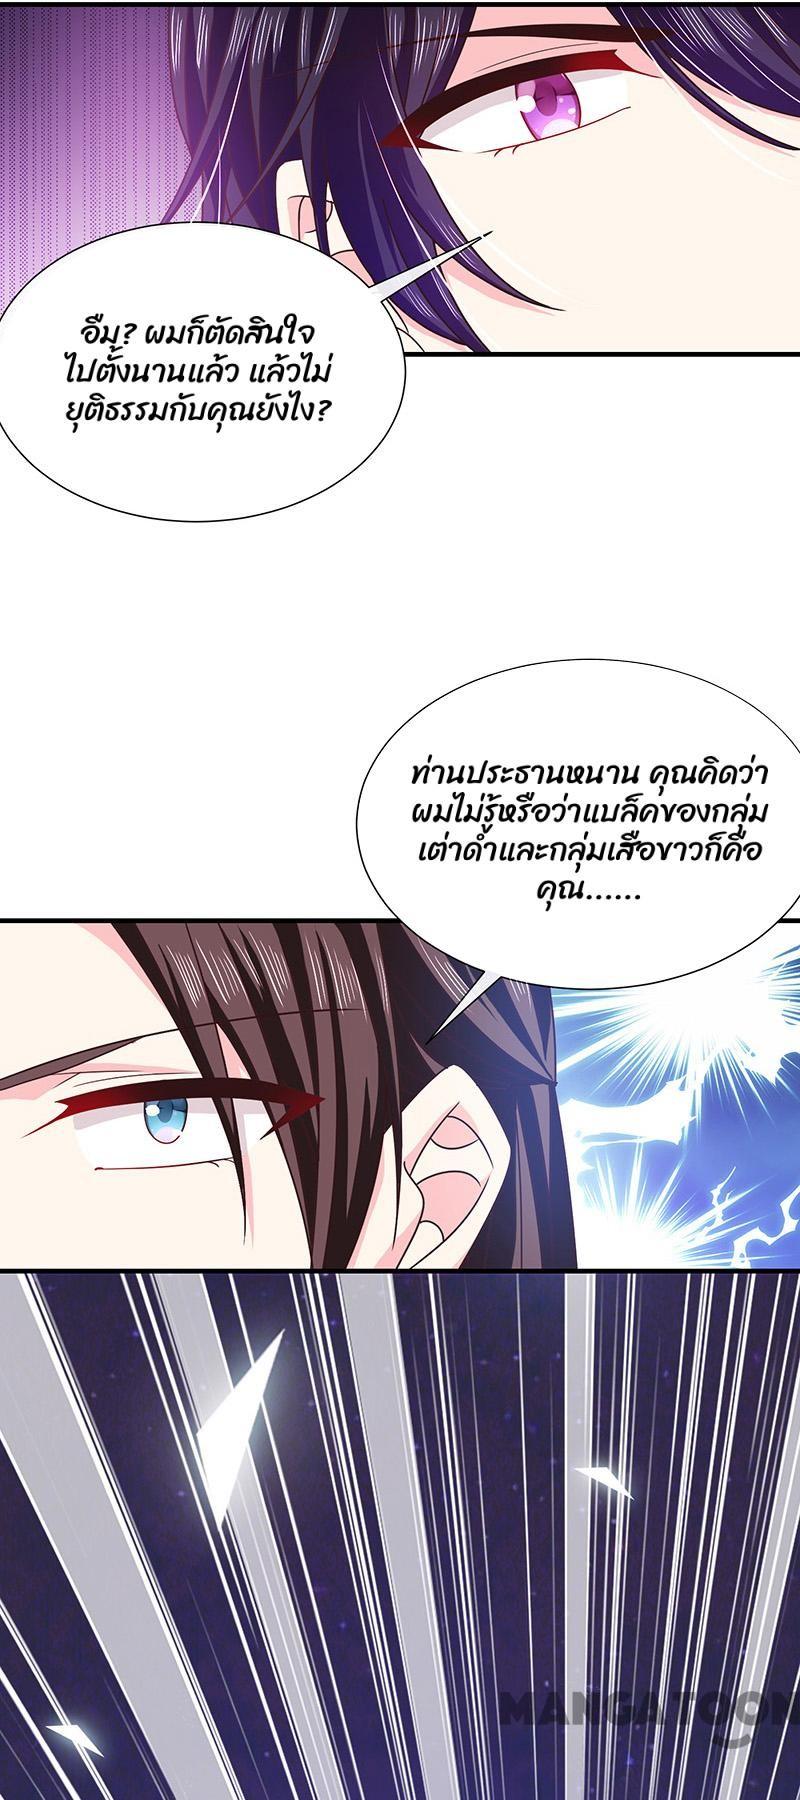 อืม? ผมก็ตัดสินใจ
ไปตั้งนานแล้ว แล้วไม่
ยุติธรรมกับคุณยังไง?
ท่านประธานหนาน คุณคิดว่า
ผมไม่รู้หรือว่าแบล็คของกลุ่ม
เต่าดำและกลุ่มเสือขาวก็คือ
คุณ......
MANGATOON